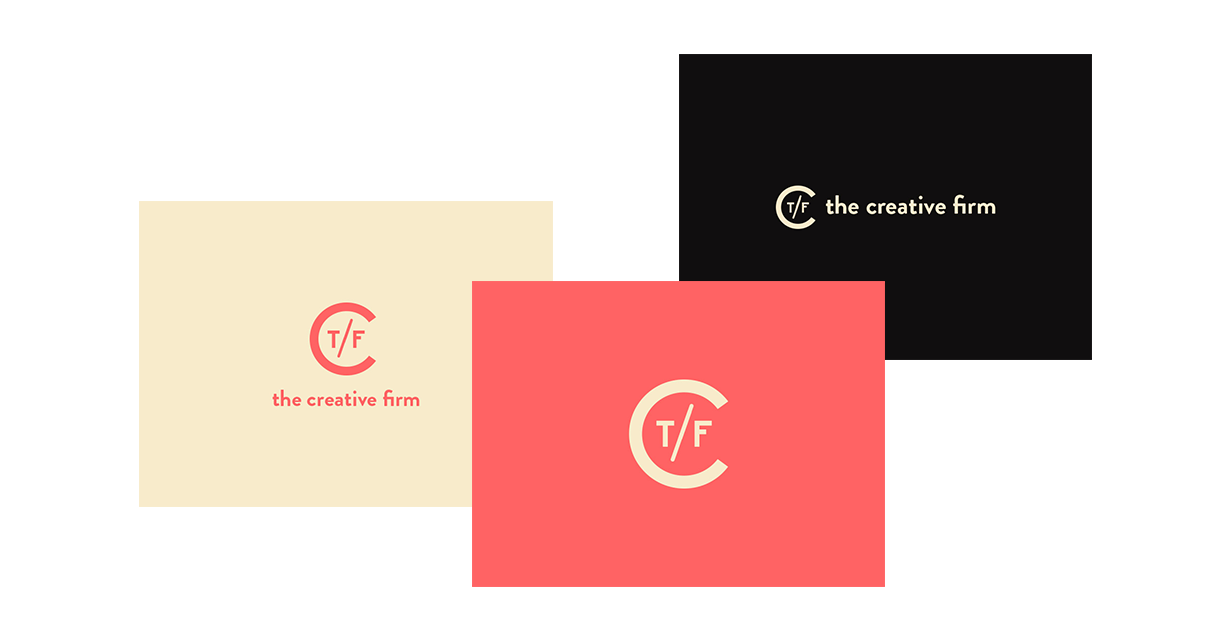 C T/F
the creative firm
C T/F
C T/F the creative firm